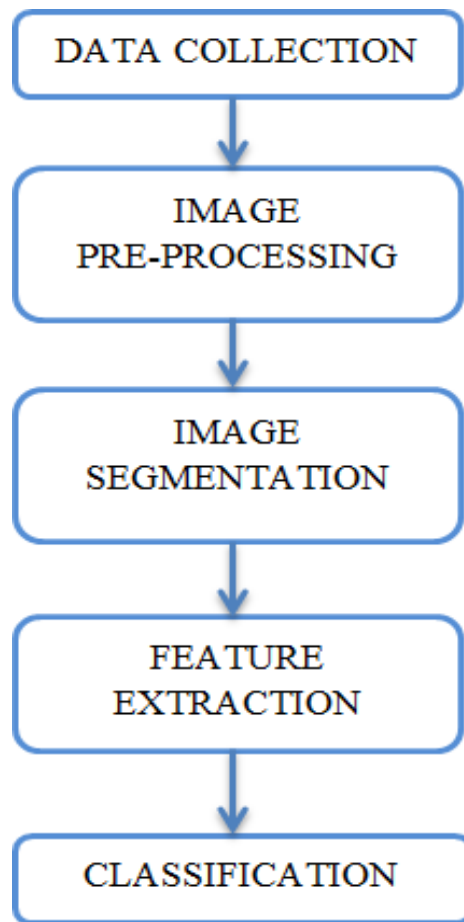 DATA COLLECTION
IMAGE
PRE-PROCESSING
IMAGE
SEGMENTATION
FEATURE
EXTRACTION
CLASSIFICATION